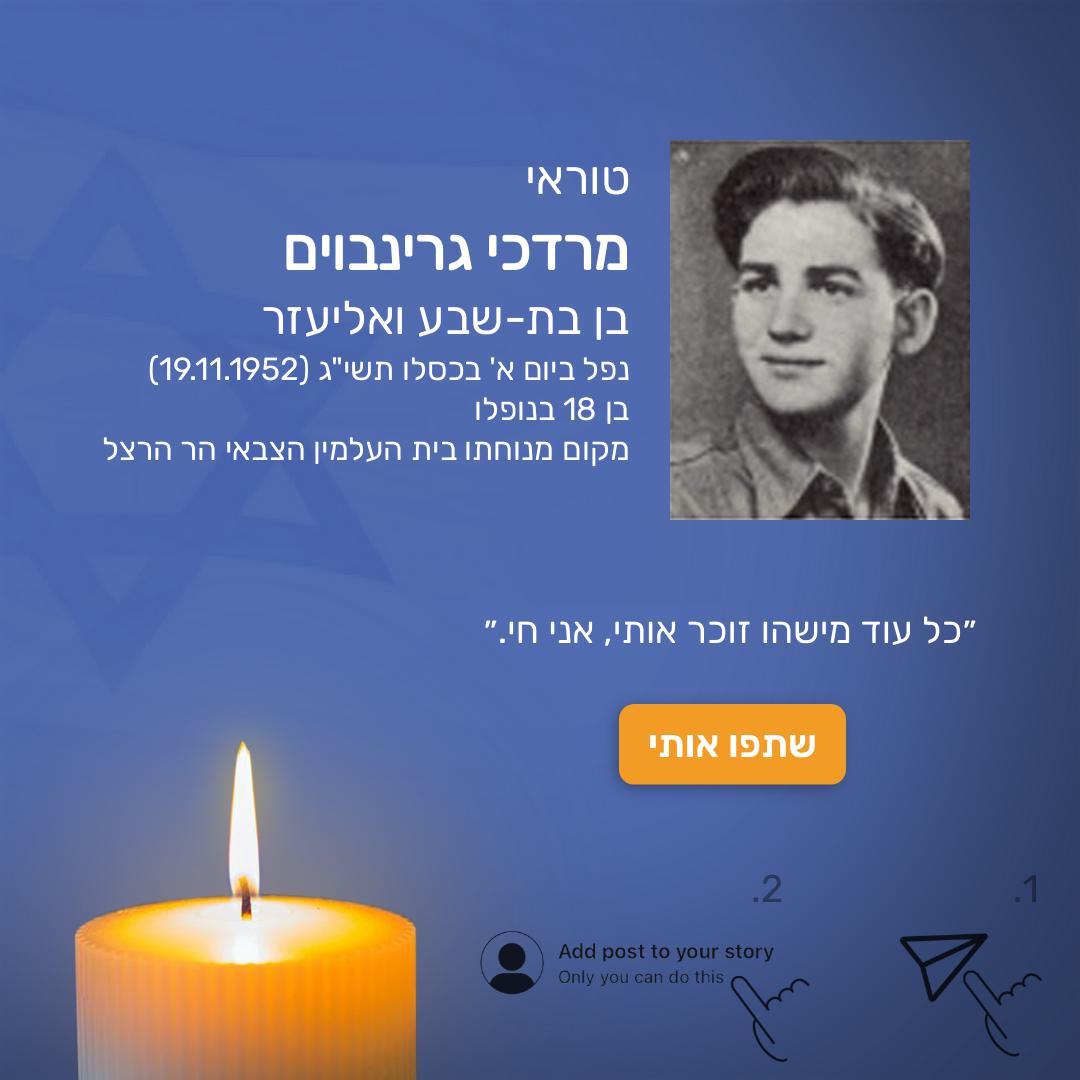 טוראי
מרדכי גרינבוים
בן בת-שבע ואליעזר
נפל ביום א' בכסלו תשי"ג (19.11.1952)
בן 18 בנופלו
מקום מנוחתו בית העלמין הצבאי הר הרצל
״כל עוד מישהו זוכר אותי, אני חי.״
שתפו אותי
1.
2.
Add post to your story
Only you can do this